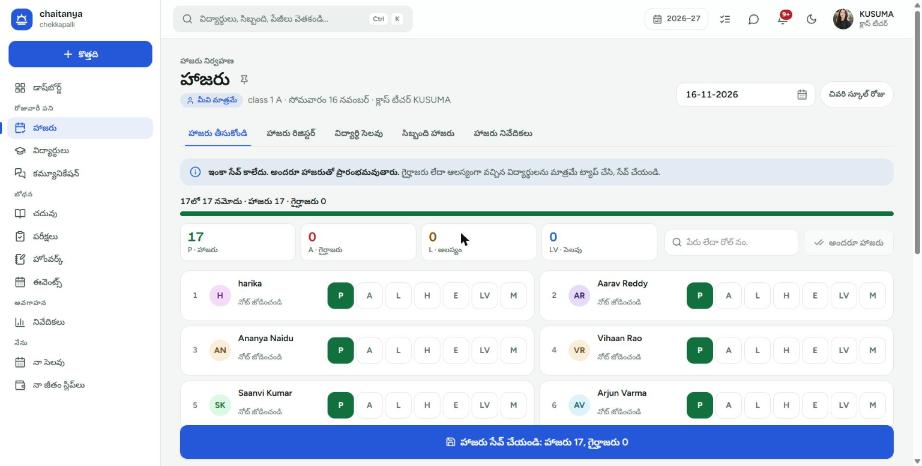 chaitanya
chekkapalli
+ కొత్తది
డాష్‌బోర్డ్
రోజువారీ పని
హాజరు
విద్యార్థులు
కమ్యూనికేషన్
బోధన
చదువు
పరీక్షలు
హోంవర్క్
ఈవెంట్స్
అవగాహన
నివేదికలు
నేను
నా సెలవు
నా జీతం స్లిప్‌లు
విద్యార్థులు, సిబ్బంది, పేజీలు వెతకండి...
Ctrl K
2026-27
9+
KUSUMA
క్లాస్ టీచర్
హాజరు నిర్వహణ
హాజరు
మీవి మాత్రమే
class 1 A · సోమవారం 16 నవంబర్ · క్లాస్ టీచర్ KUSUMA
16-11-2026
చివరి స్కూల్ రోజు
హాజరు తీసుకోండి
హాజరు రిజిస్టర్
విద్యార్థి సెలవు
సిబ్బంది హాజరు
హాజరు నివేదికలు
ఇంకా సేవ్ కాలేదు. అందరూ హాజరుతో ప్రారంభమవుతారు. గైర్హాజరు లేదా ఆలస్యంగా వచ్చిన విద్యార్థులను మాత్రమే ట్యాప్ చేసి, సేవ్ చేయండి.
17లో 17 నమోదు · హాజరు 17 · గైర్హాజరు 0
17
P · హాజరు
0
A · గైర్హాజరు
0
L · ఆలస్యం
0
LV · సెలవు
పేరు లేదా రోల్ నం.
అందరూ హాజరు
1 H harika P A L H E LV M
నోట్ జోడించండి
2 AR Aarav Reddy P A L H E LV M
నోట్ జోడించండి
3 AN Ananya Naidu P A L H E LV M
నోట్ జోడించండి
4 VR Vihaan Rao P A L H E LV M
నోట్ జోడించండి
5 SK Saanvi Kumar P A L H E LV M
నోట్ జోడించండి
6 AV Arjun Varma P A L H E LV M
నోట్ జోడించండి
హాజరు సేవ్ చేయండి: హాజరు 17, గైర్హాజరు 0